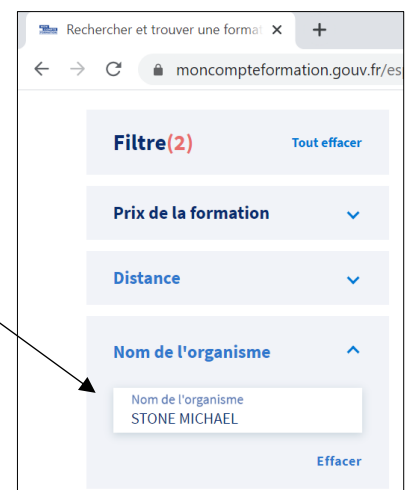 Rechercher et trouver une format
moncompteformation.gouv.fr/esp
Filtre(2)
Tout effacer
Prix de la formation
Distance
Nom de l'organisme
Nom de l'organisme
STONE MICHAEL
Effacer